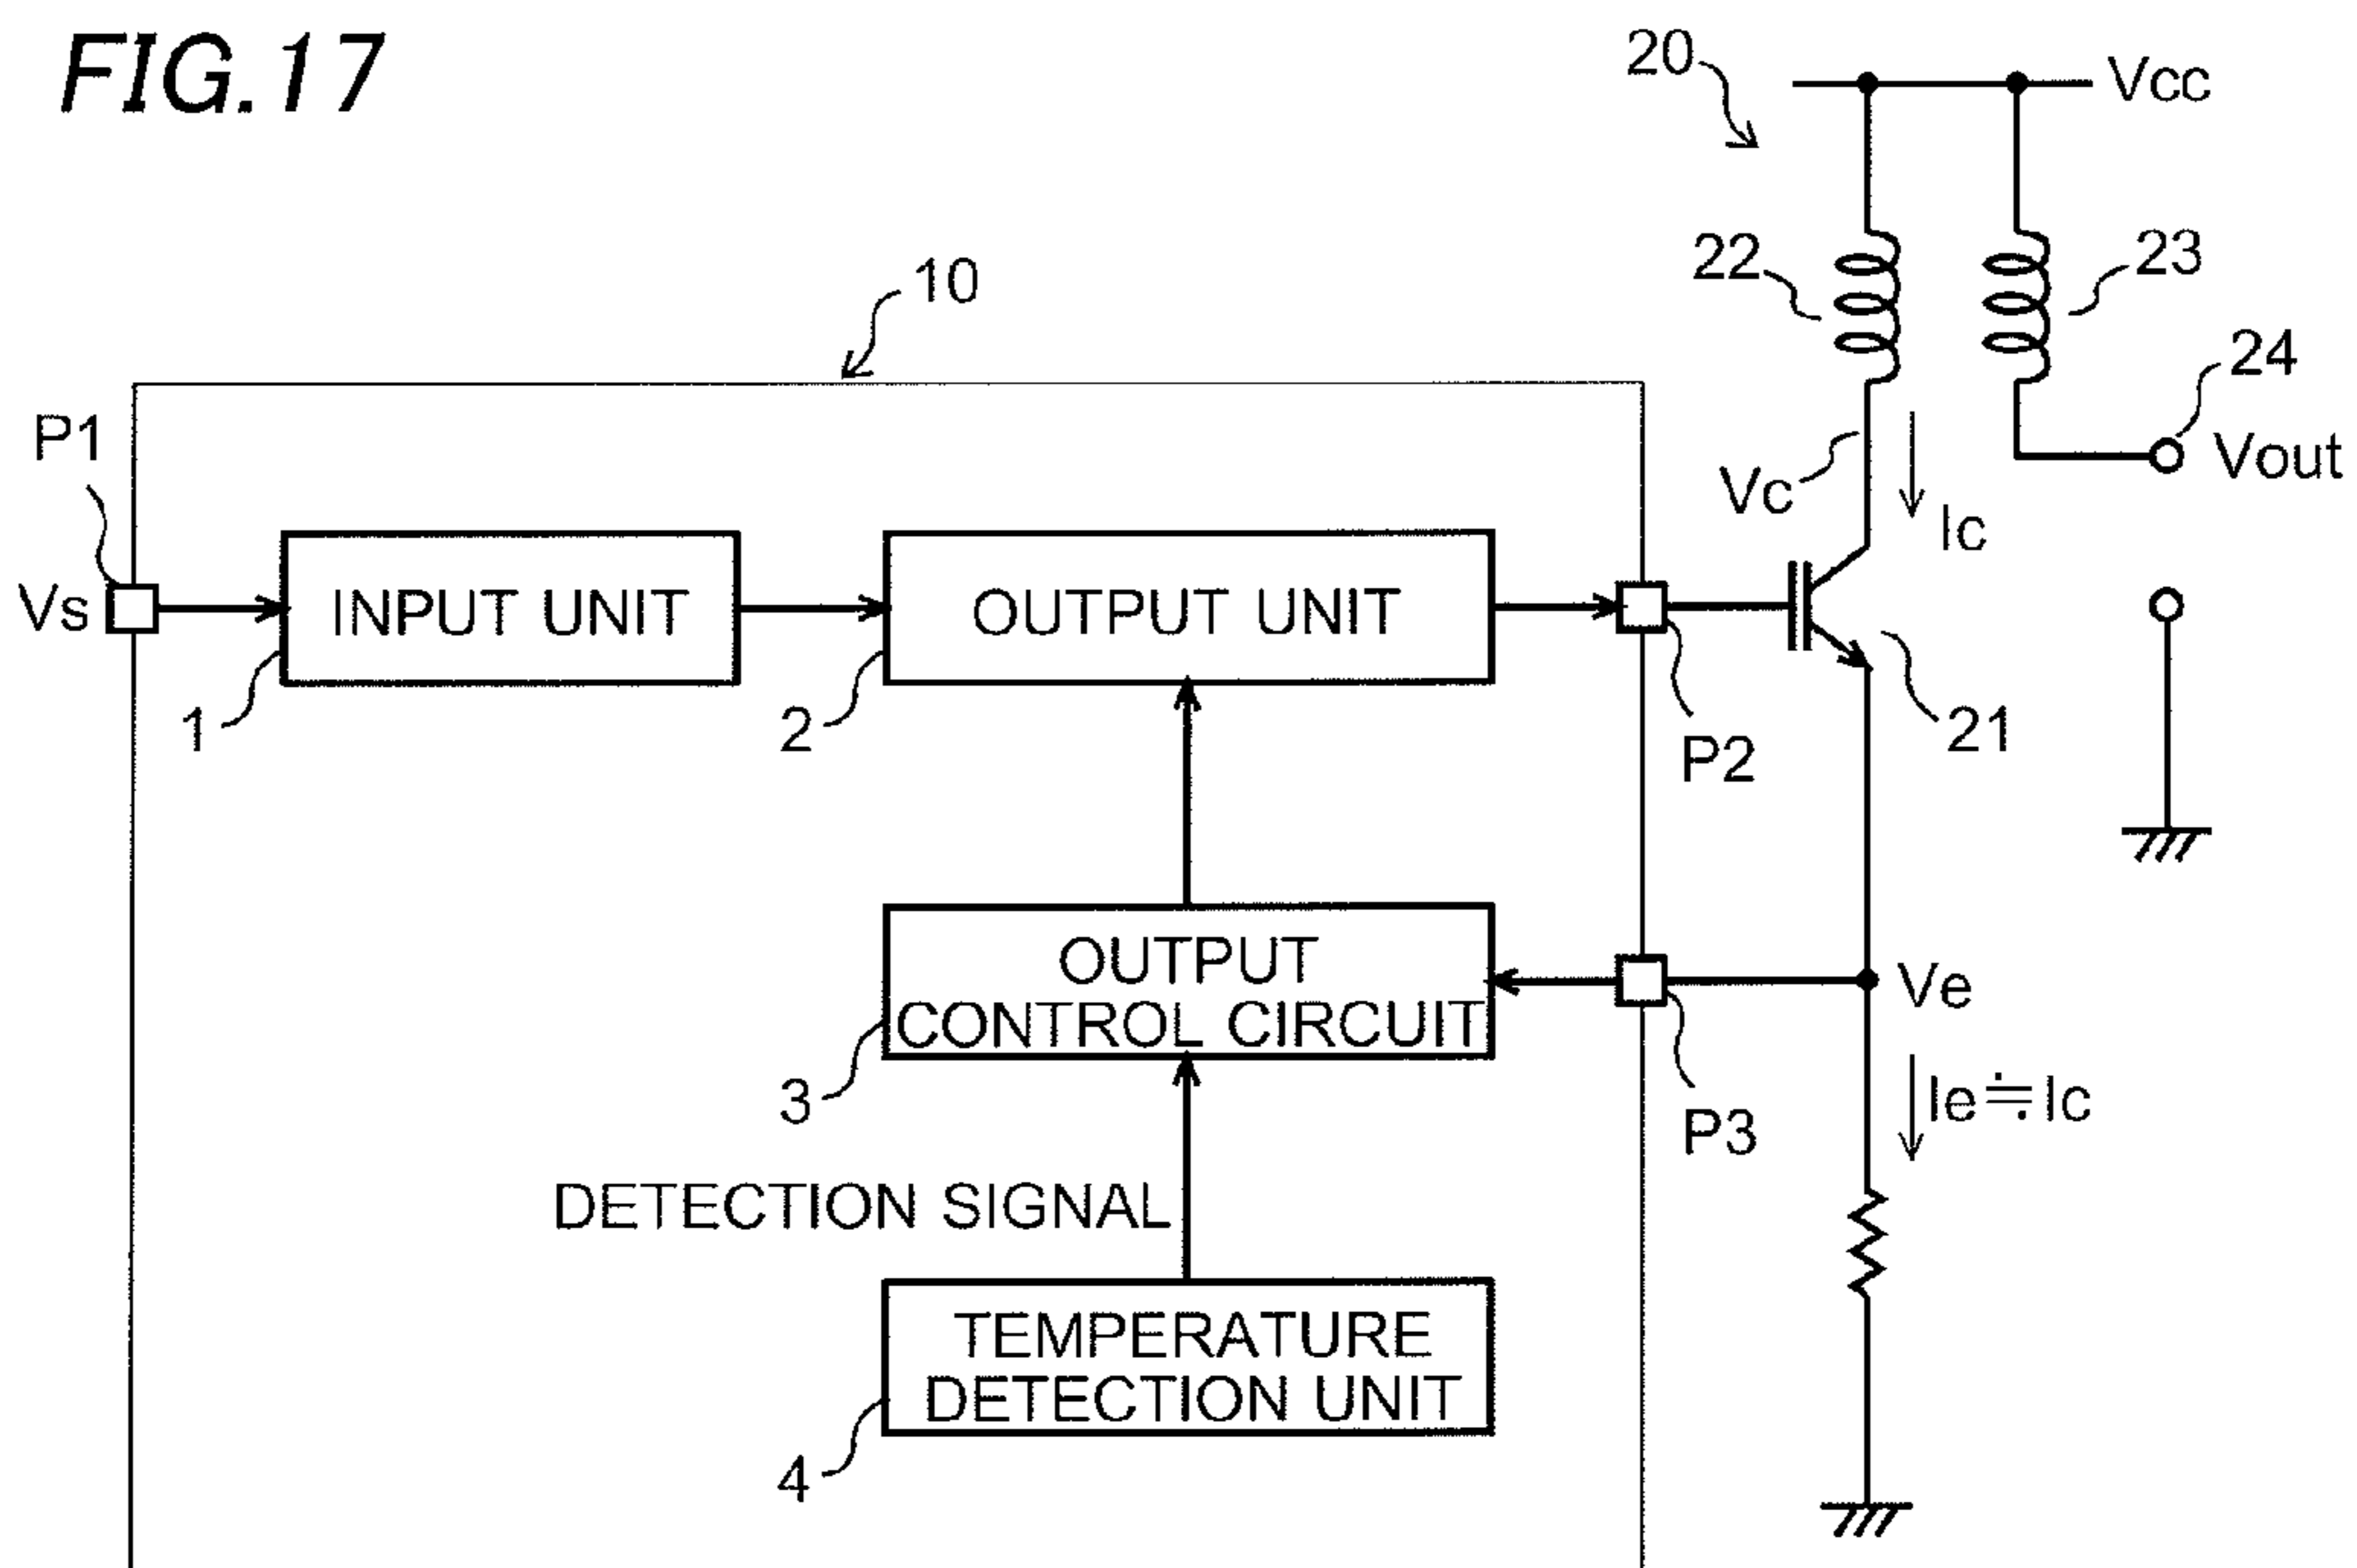 FIG.17
20
Vcc
22
23
10
24
P1
Vout
Vc
Ic
Vs
INPUT UNIT
OUTPUT UNIT
1
2
P2
21
OUTPUT
CONTROL CIRCUIT
Ve
3
P3
Ie≒Ic
DETECTION SIGNAL
TEMPERATURE
DETECTION UNIT
4